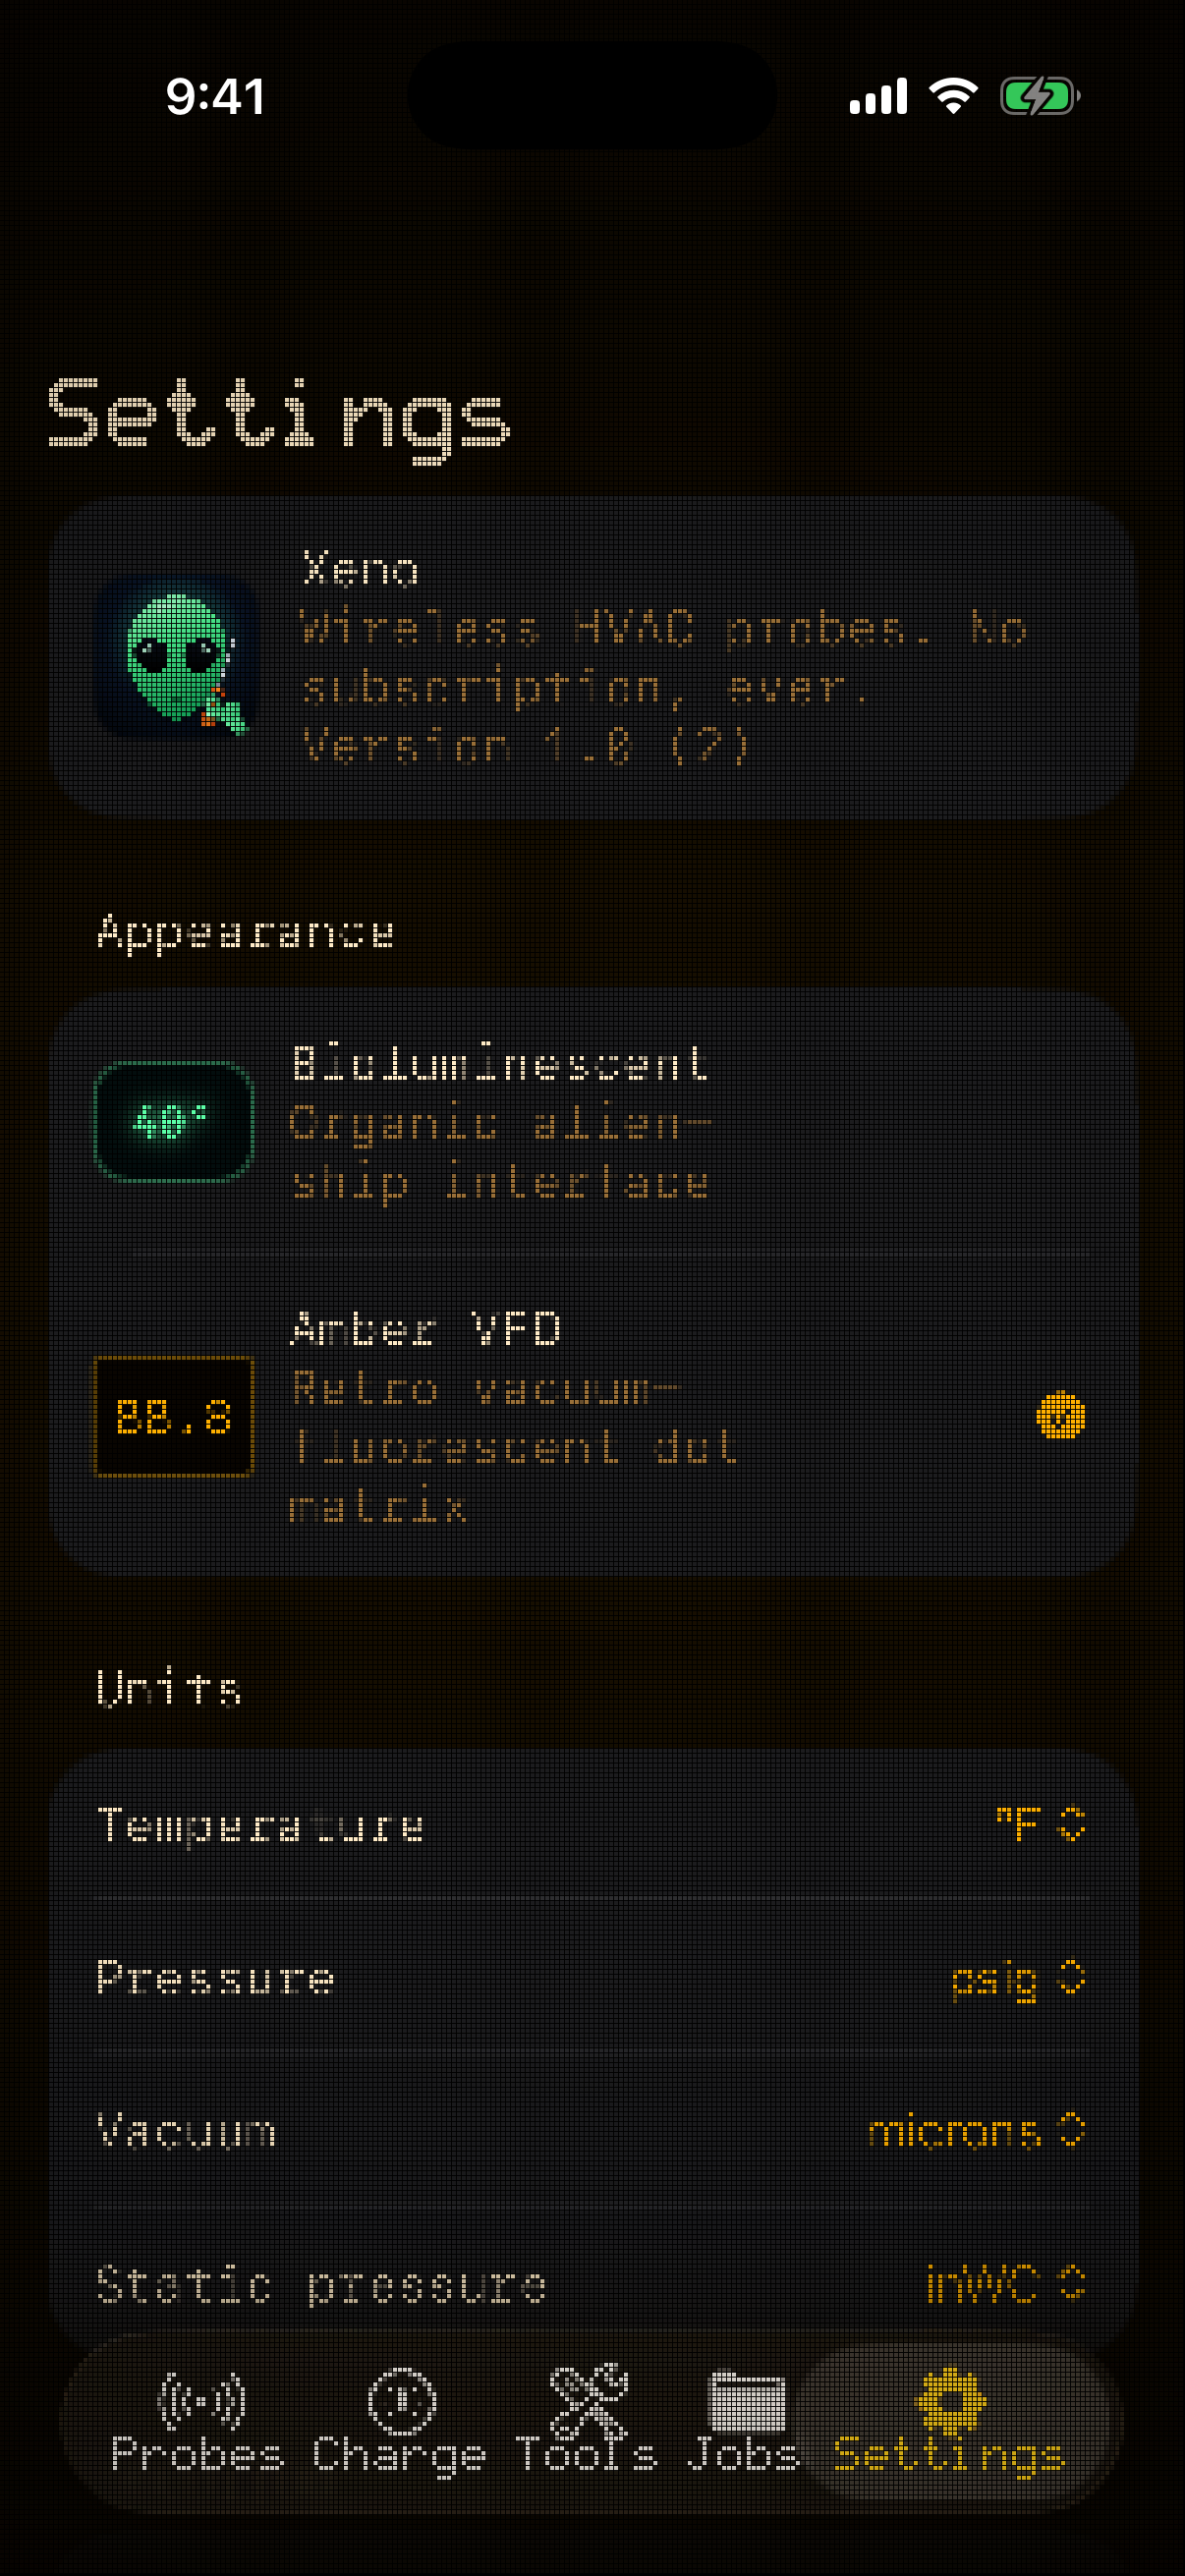 9:41
Settings
Xeno
Wireless HVAC probes. No
subscription, ever.
Version 1.0 (2)
Appearance
40°
Bioluminescent
Organic alien-
ship interface
Amber VFD
88.8
Retro vacuum-
fluorescent dot
matrix
Units
Temperature °F
Pressure psig
Vacuum microns
Static pressure inWC
Probes Charge Tools Jobs Settings